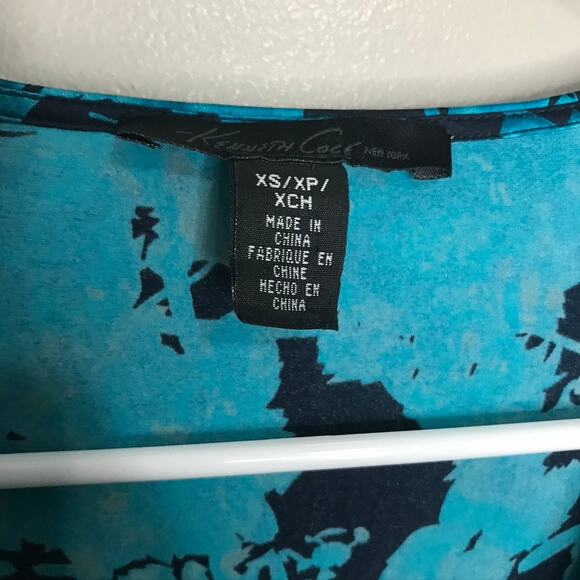 Kenneth Cole NEW YORK
XS/XP/
XCH
MADE IN
CHINA
FABRIQUE EN
CHINE
HECHO EN
CHINA